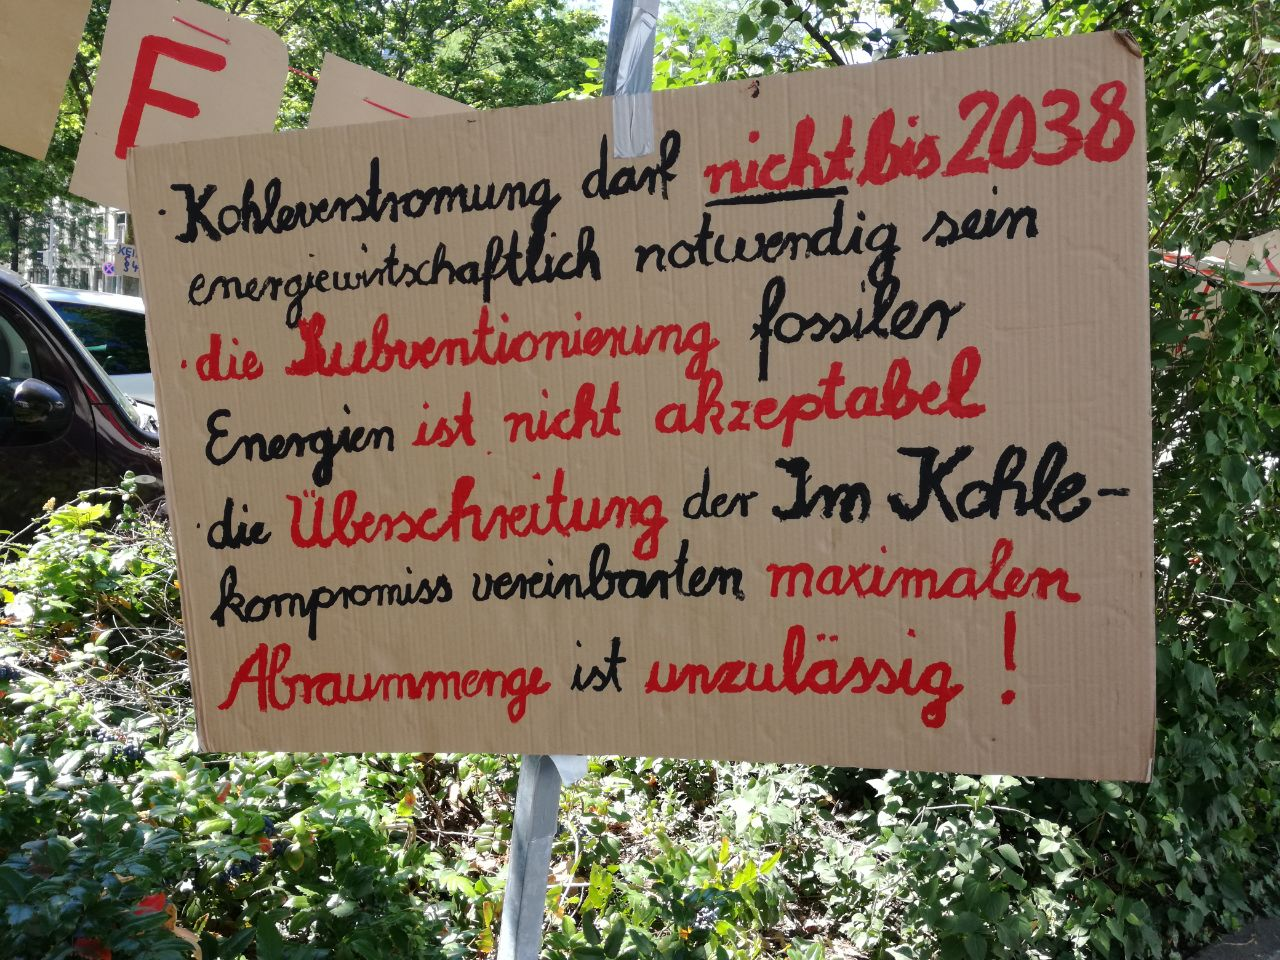 F
· Kohleverstromung darf nicht bis 2038
energiewirtschaftlich notwendig sein
· die Subventionierung fossiler
Energien ist nicht akzeptabel
· die Überschreitung der Im Kohle-
kompromiss vereinbarten maximalen
Abraummenge ist unzulässig !